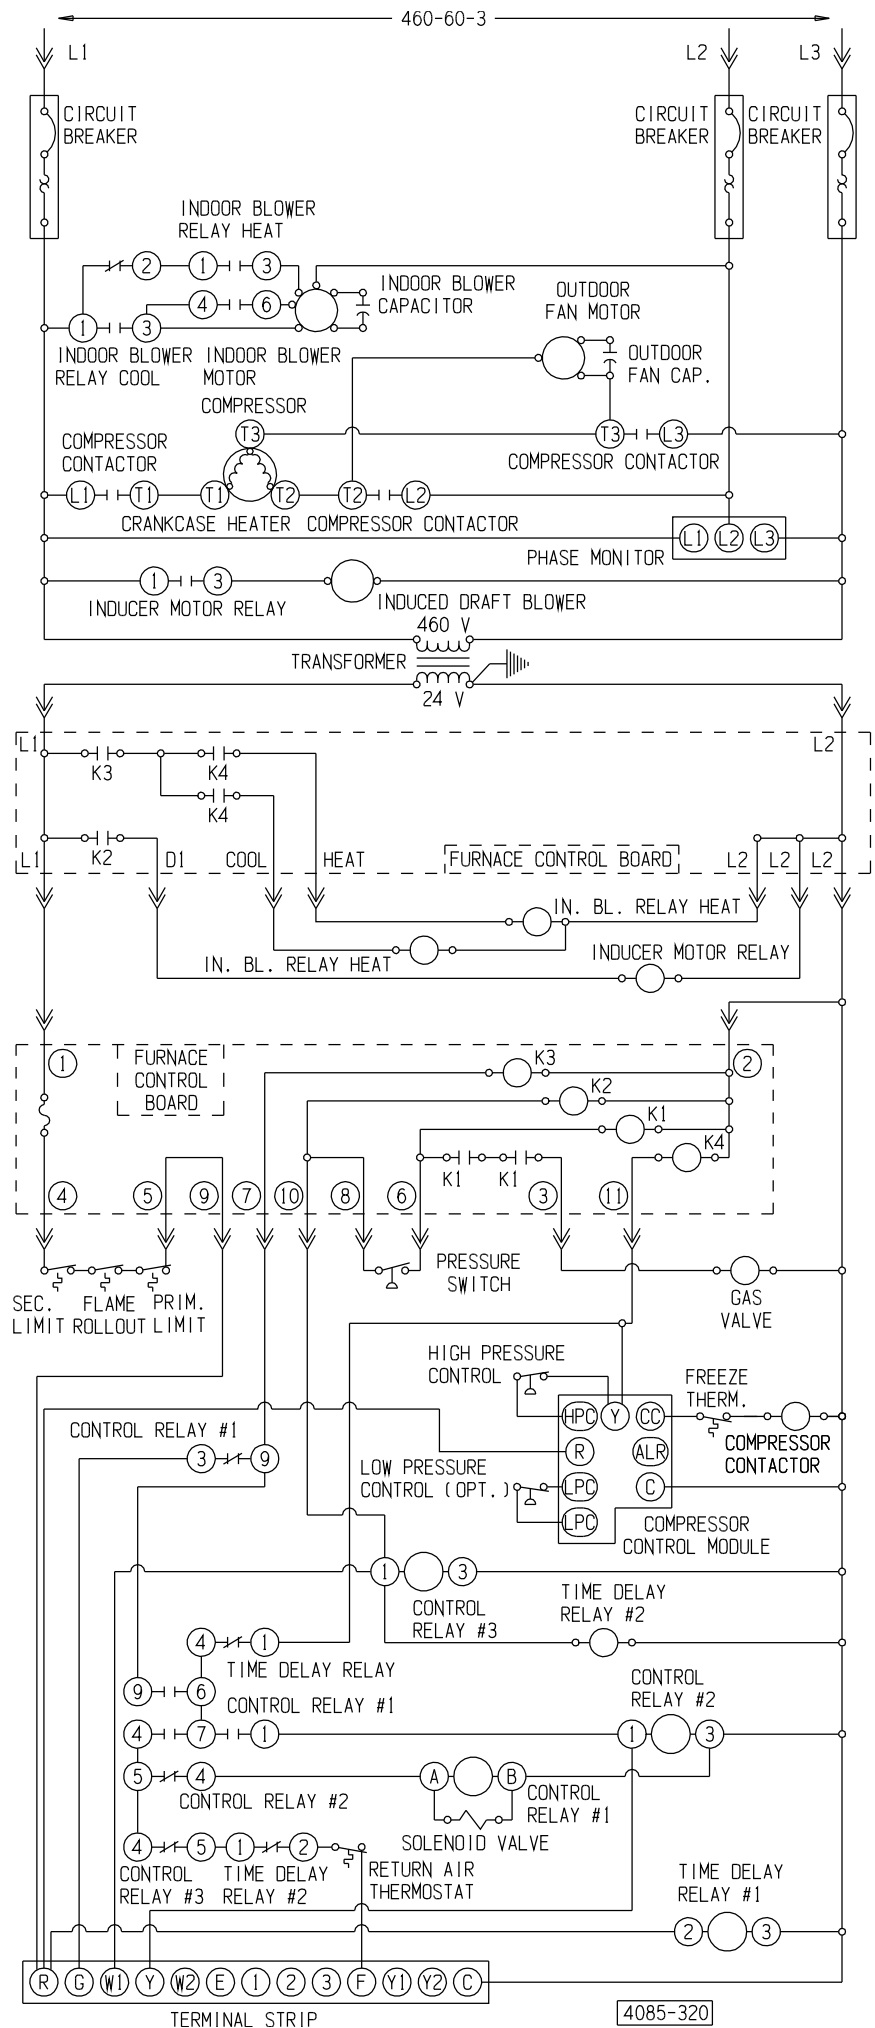 460-60-3
L1
L2
L3
CIRCUIT
BREAKER
CIRCUIT
BREAKER
CIRCUIT
BREAKER
INDOOR BLOWER
RELAY HEAT
2
1
3
INDOOR BLOWER
CAPACITOR
4
6
1
3
OUTDOOR
FAN MOTOR
INDOOR BLOWER
RELAY COOL
INDOOR BLOWER
MOTOR
OUTDOOR
FAN CAP.
COMPRESSOR
T3
T3
L3
COMPRESSOR CONTACTOR
COMPRESSOR
CONTACTOR
L1
T1
T1
T2
T2
L2
CRANKCASE HEATER
COMPRESSOR CONTACTOR
L1
L2
L3
PHASE MONITOR
1
3
INDUCER MOTOR RELAY
INDUCED DRAFT BLOWER
460 V
TRANSFORMER
24 V
L1
L2
K3
K4
K4
K2
L1
D1
COOL
HEAT
FURNACE CONTROL BOARD
L2
L2
L2
IN. BL. RELAY HEAT
IN. BL. RELAY HEAT
INDUCER MOTOR RELAY
1
FURNACE
CONTROL
BOARD
K3
2
K2
K1
K4
K1
K1
4
5
9
7
10
8
6
3
11
PRESSURE
SWITCH
SEC.
LIMIT
FLAME
ROLLOUT
PRIM.
LIMIT
GAS
VALVE
HIGH PRESSURE
CONTROL
FREEZE
THERM.
HPC
Y
CC
COMPRESSOR
CONTACTOR
CONTROL RELAY #1
3
9
R
ALR
LOW PRESSURE
CONTROL (OPT.)
LPC
C
LPC
COMPRESSOR
CONTROL MODULE
1
3
CONTROL
RELAY #3
TIME DELAY
RELAY #2
4
1
TIME DELAY RELAY
9
6
CONTROL RELAY #1
CONTROL
RELAY #2
4
7
1
1
3
5
4
CONTROL RELAY #2
A
B
CONTROL
RELAY #1
SOLENOID VALVE
4
5
1
2
CONTROL
RELAY #3
TIME DELAY
RELAY #2
RETURN AIR
THERMOSTAT
TIME DELAY
RELAY #1
2
3
R
G
W1
Y
W2
E
1
2
3
F
Y1
Y2
C
TERMINAL STRIP
4085-320